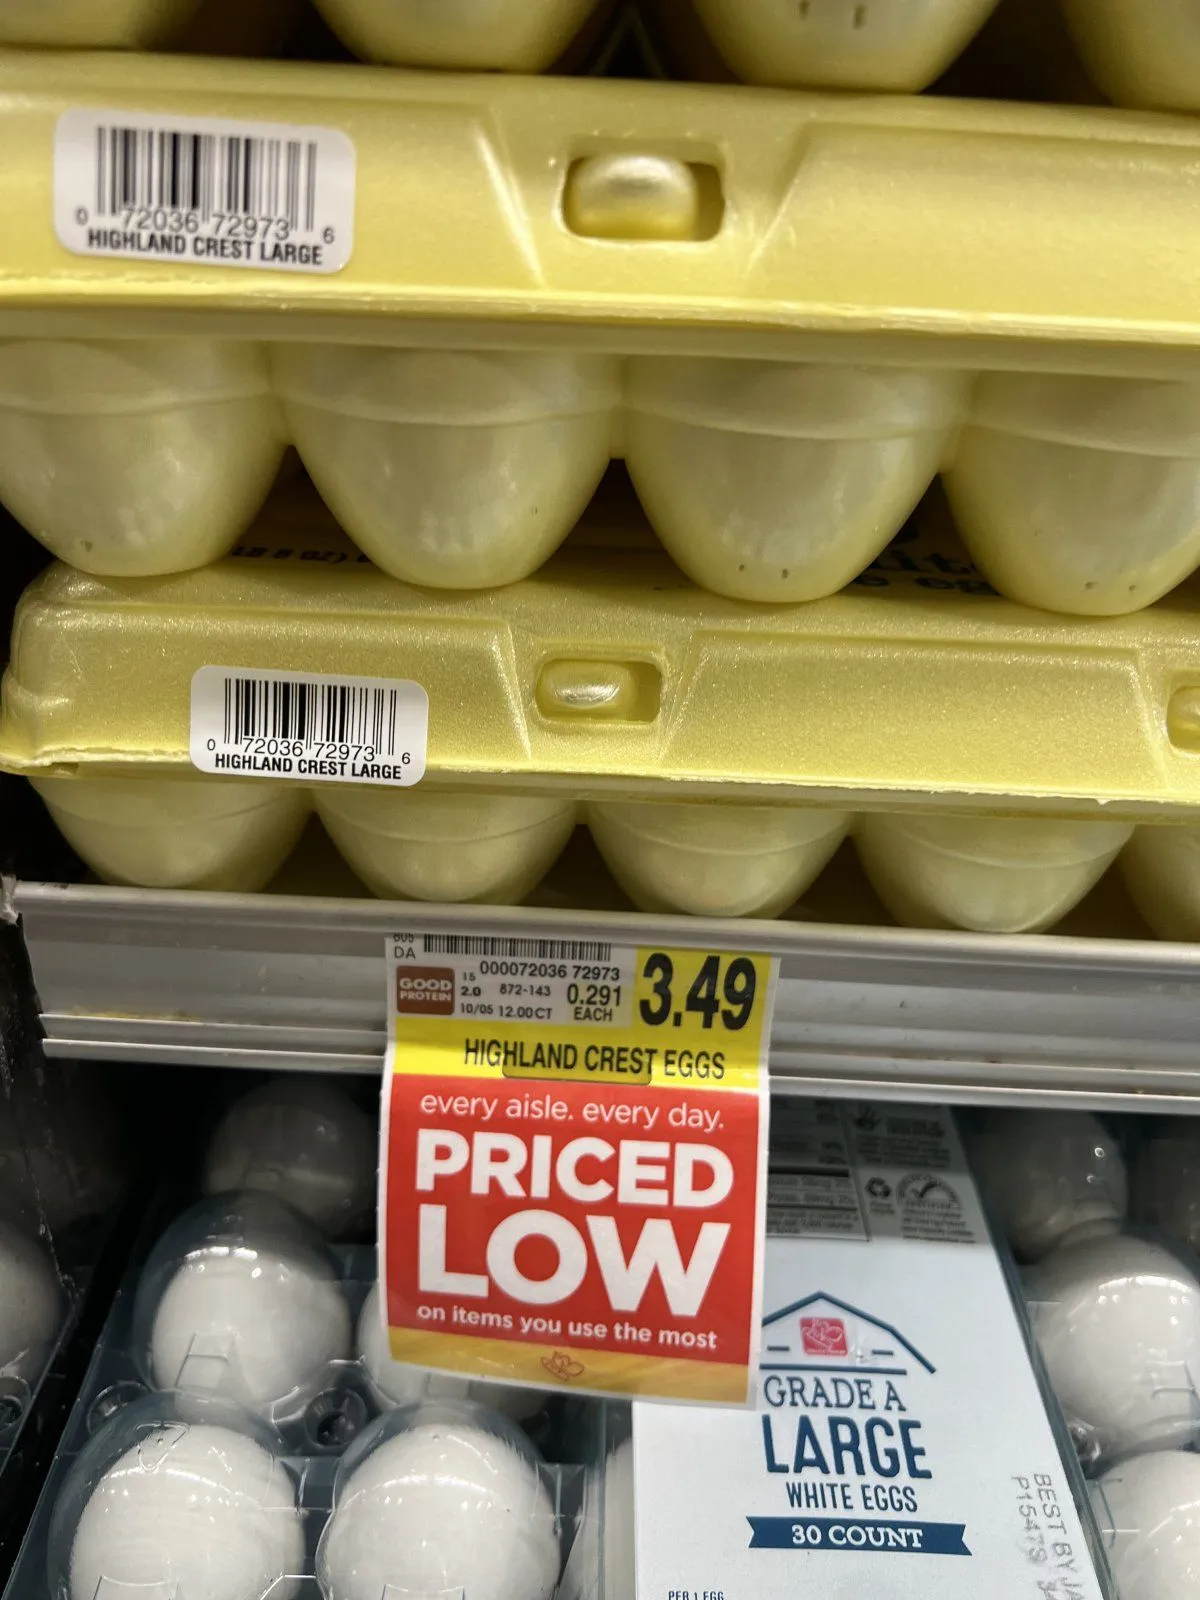 0 72036 72973 6
HIGHLAND CREST LARGE
0 72036 72973 6
HIGHLAND CREST LARGE
DA
000072036 72973
GOOD
PROTEIN
15
2.0
872-143
0.291
EACH
10/05 12.00CT
3.49
HIGHLAND CREST EGGS
every aisle. every day.
PRICED
LOW
on items you use the most
GRADE A
LARGE
WHITE EGGS
30 COUNT
BEST BY
PER 1 EGG